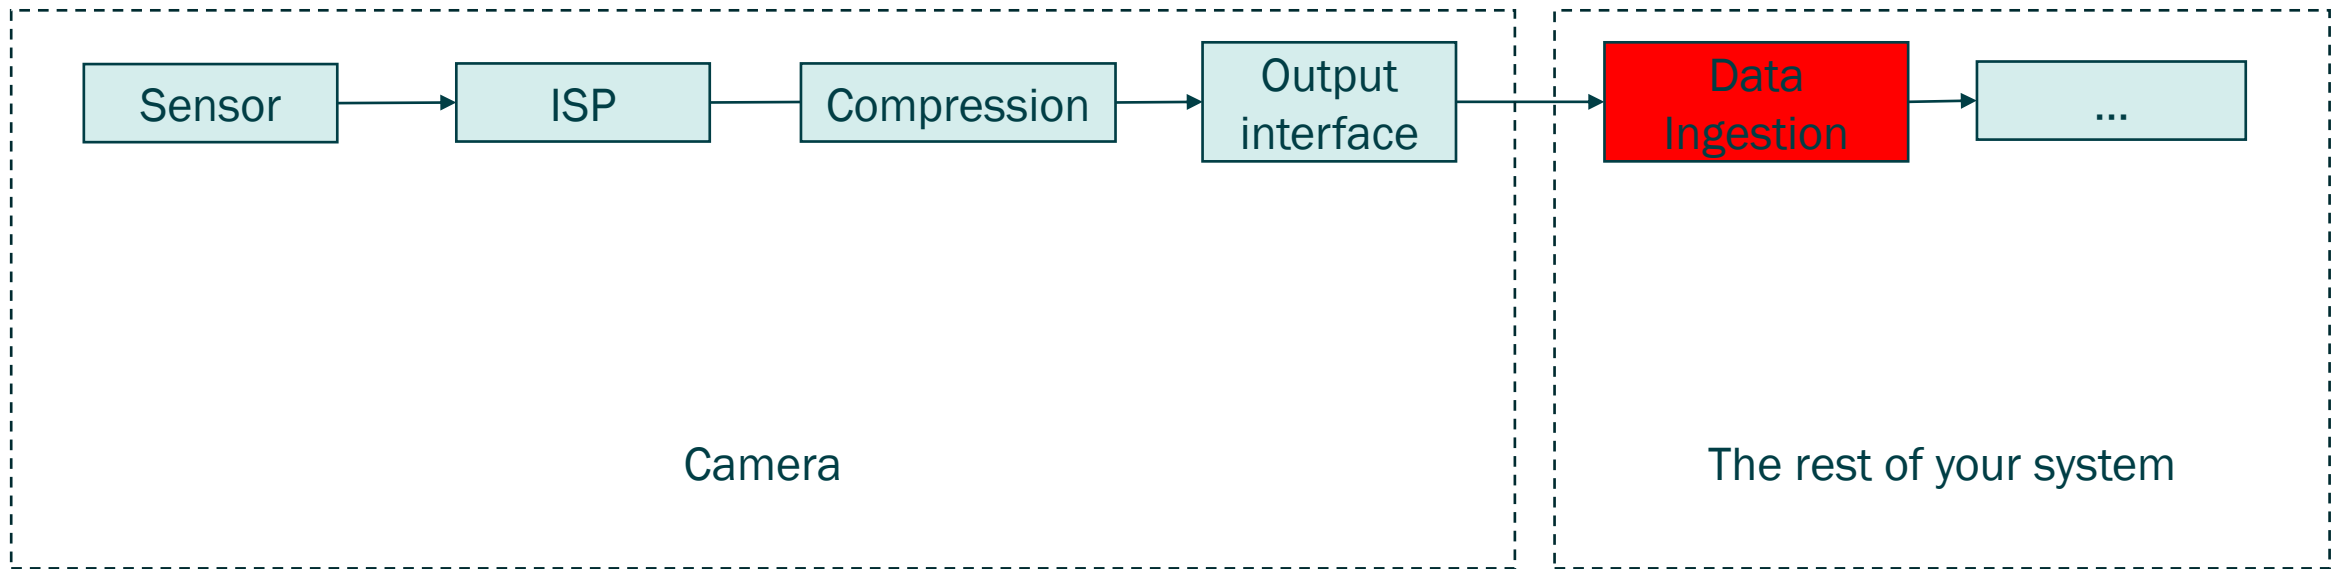 Sensor
ISP
Compression
Output
interface
Data
Ingestion
...
Camera
The rest of your system